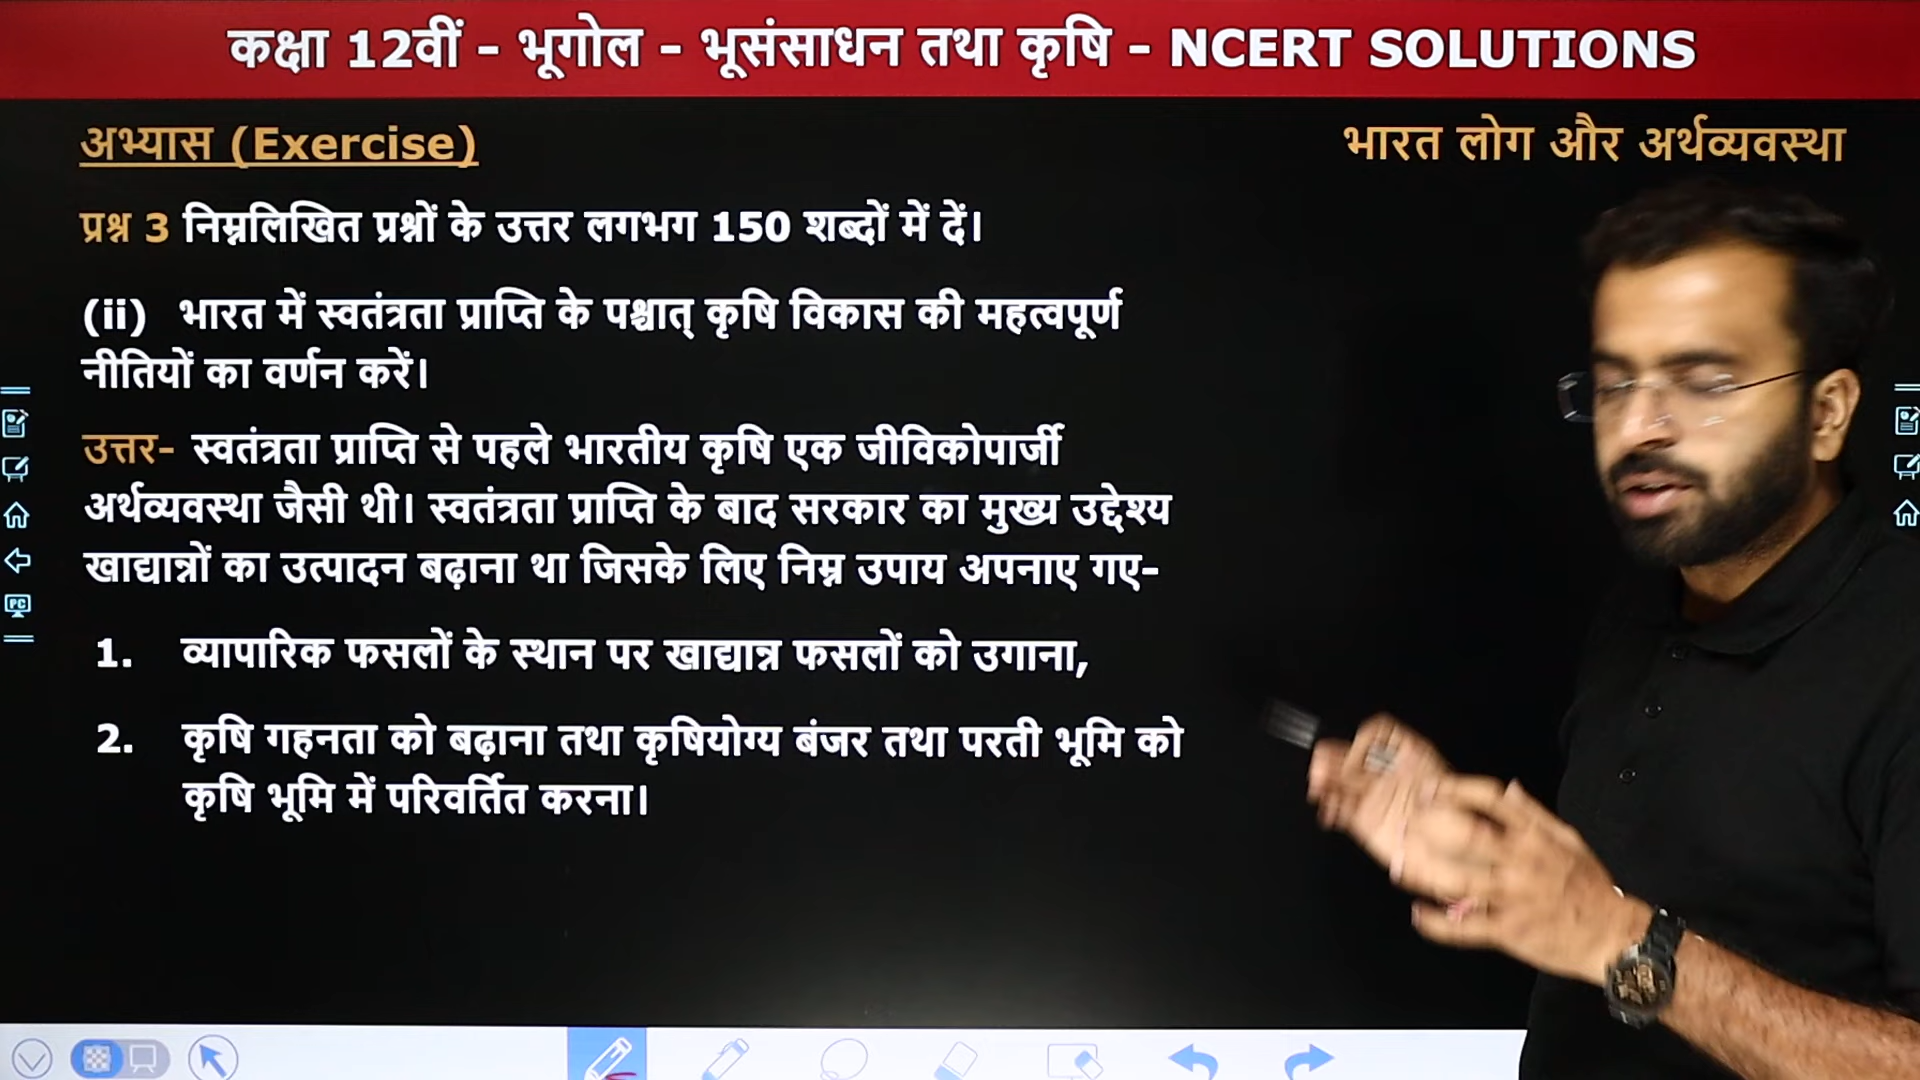 कक्षा 12वीं - भूगोल - भूसंसाधन तथा कृषि - NCERT SOLUTIONS
अभ्यास (Exercise)
भारत लोग और अर्थव्यवस्था
प्रश्न 3 निम्नलिखित प्रश्नों के उत्तर लगभग 150 शब्दों में दें।
(ii) भारत में स्वतंत्रता प्राप्ति के पश्चात् कृषि विकास की महत्वपूर्ण
नीतियों का वर्णन करें।
उत्तर- स्वतंत्रता प्राप्ति से पहले भारतीय कृषि एक जीविकोपार्जी
अर्थव्यवस्था जैसी थी। स्वतंत्रता प्राप्ति के बाद सरकार का मुख्य उद्देश्य
खाद्यान्नों का उत्पादन बढ़ाना था जिसके लिए निम्न उपाय अपनाए गए-
1. व्यापारिक फसलों के स्थान पर खाद्यान्न फसलों को उगाना,
2. कृषि गहनता को बढ़ाना तथा कृषियोग्य बंजर तथा परती भूमि को
कृषि भूमि में परिवर्तित करना।
PC